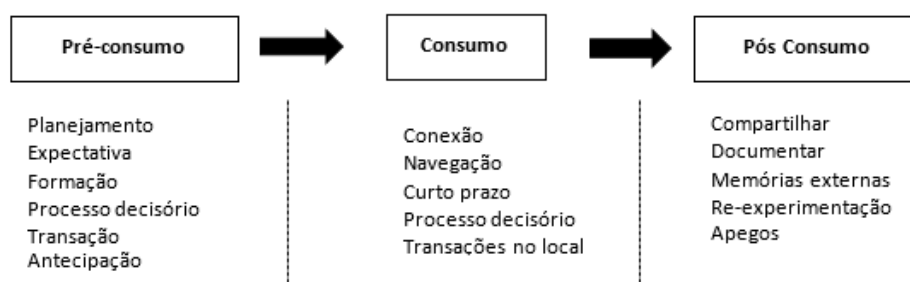 Pré-consumo
Consumo
Pós Consumo
Planejamento
Expectativa
Formação
Processo decisório
Transação
Antecipação
Conexão
Navegação
Curto prazo
Processo decisório
Transações no local
Compartilhar
Documentar
Memórias externas
Re-experimentação
Apegos